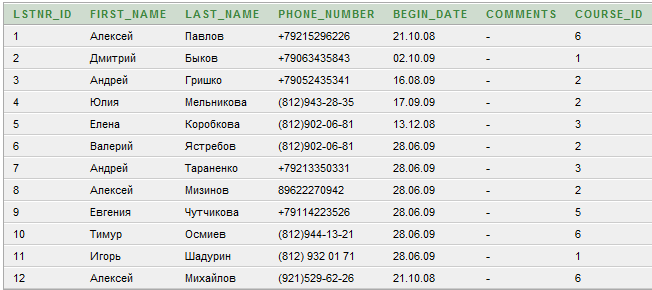 LSTNR_ID FIRST_NAME LAST_NAME PHONE_NUMBER BEGIN_DATE COMMENTS COURSE_ID
1 Алексей Павлов +79215296226 21.10.08 - 6
2 Дмитрий Быков +79063435843 02.10.09 - 1
3 Андрей Гришко +79052435341 16.08.09 - 2
4 Юлия Мельникова (812)943-28-35 17.09.09 - 2
5 Елена Коробкова (812)902-06-81 13.12.08 - 3
6 Валерий Ястребов (812)902-06-81 28.06.09 - 2
7 Андрей Тараненко +79213350331 28.06.09 - 3
8 Алексей Мизинов 89622270942 28.06.09 - 2
9 Евгения Чутчикова +79114223526 28.06.09 - 5
10 Тимур Осмиев (812)944-13-21 28.06.09 - 6
11 Игорь Шадурин (812) 932 01 71 28.06.09 - 1
12 Алексей Михайлов (921)529-62-26 21.10.08 - 6